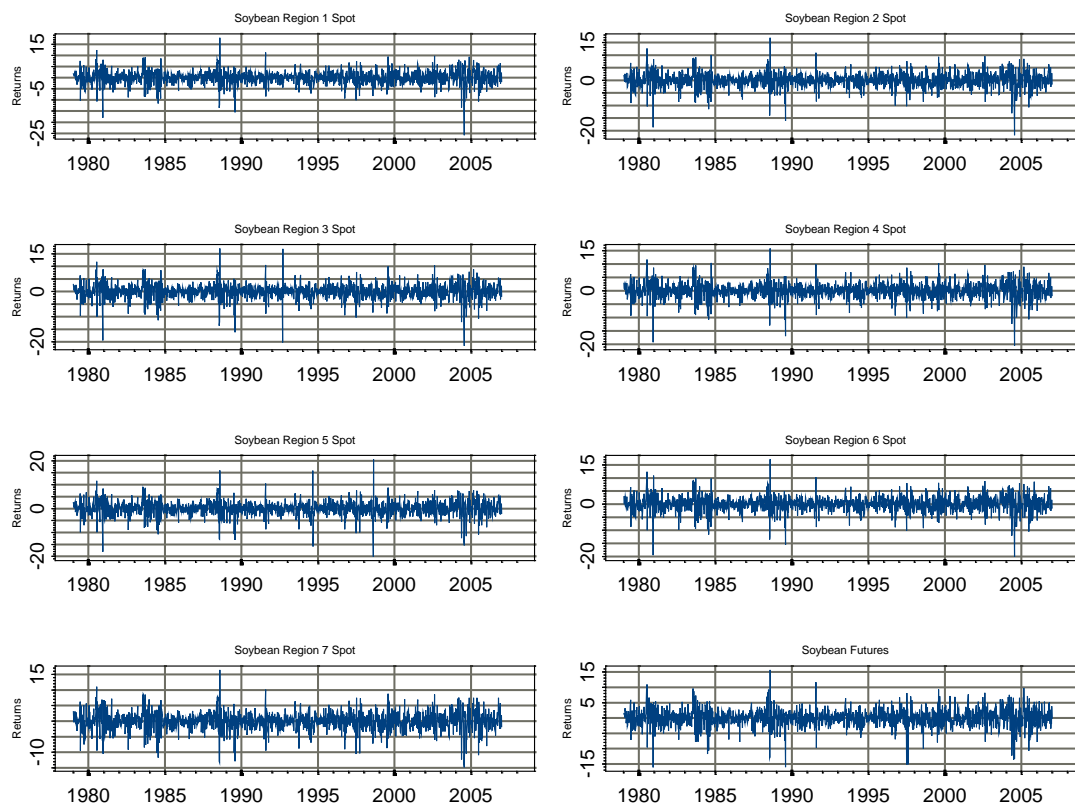 Soybean Region 1 Spot
Returns
15
-5
-25
1980 1985 1990 1995 2000 2005
Soybean Region 2 Spot
Returns
0
-20
1980 1985 1990 1995 2000 2005
Soybean Region 3 Spot
Returns
15
0
-20
1980 1985 1990 1995 2000 2005
Soybean Region 4 Spot
Returns
15
0
-20
1980 1985 1990 1995 2000 2005
Soybean Region 5 Spot
Returns
20
0
-20
1980 1985 1990 1995 2000 2005
Soybean Region 6 Spot
Returns
15
0
-20
1980 1985 1990 1995 2000 2005
Soybean Region 7 Spot
Returns
15
0
-10
1980 1985 1990 1995 2000 2005
Soybean Futures
Returns
15
5
-15
1980 1985 1990 1995 2000 2005